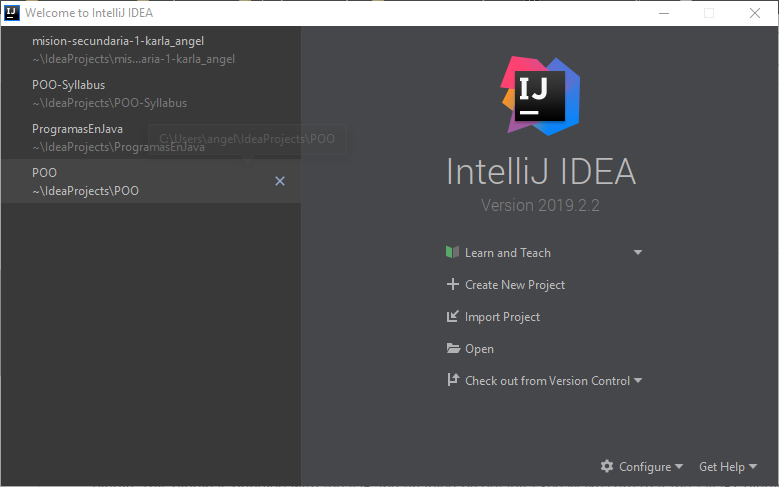 Welcome to IntelliJ IDEA
mision-secundaria-1-karla_angel
~\IdeaProjects\mis...aria-1-karla_angel
POO-Syllabus
~\IdeaProjects\POO-Syllabus
ProgramasEnJava
~\IdeaProjects\ProgramasEnJava
C:\Users\angel\IdeaProjects\POO
POO
~\IdeaProjects\POO
IJ
IntelliJ IDEA
Version 2019.2.2
Learn and Teach
Create New Project
Import Project
Open
Check out from Version Control
Configure
Get Help